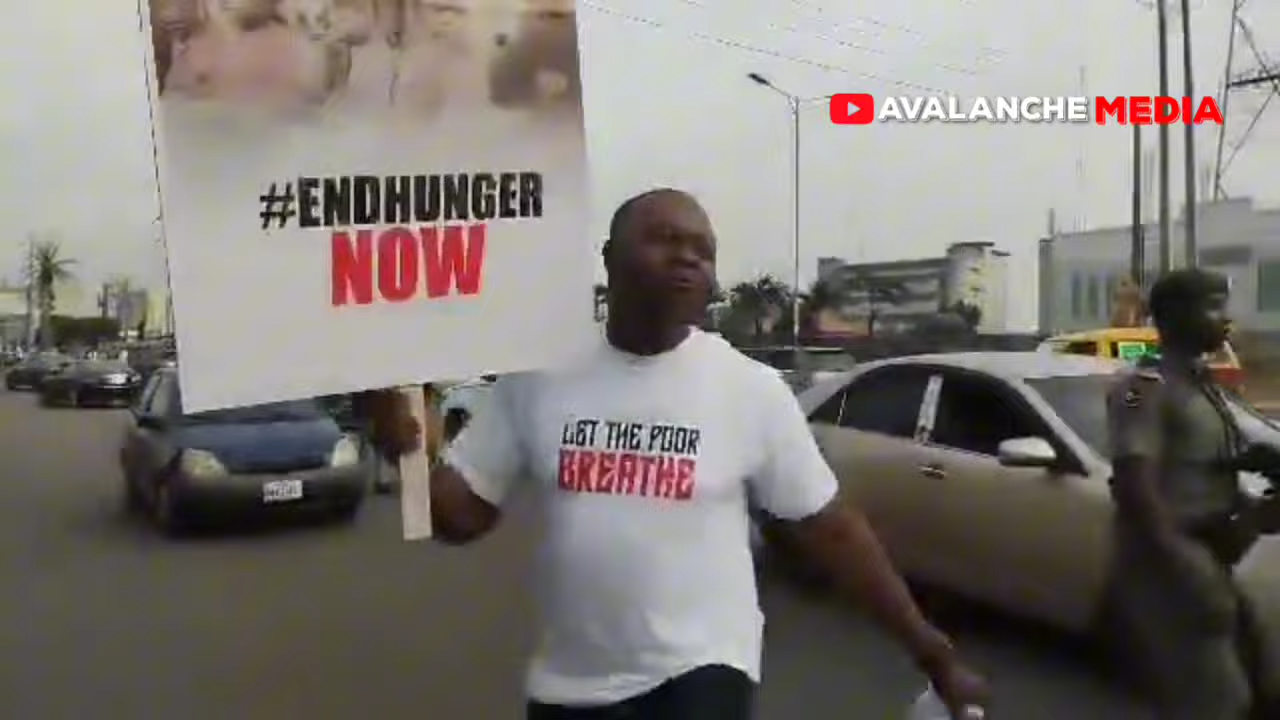 AVALANCHE MEDIA
#ENDHUNGER
NOW
LET THE POOR
BREATHE